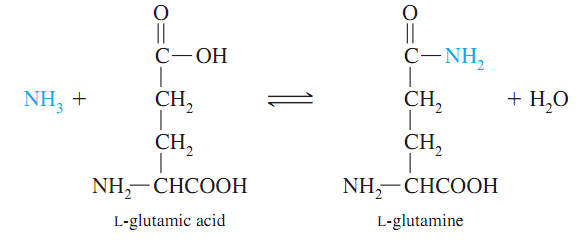 O O
C—OH C—NH₂
NH₃ + CH₂ ⇌ CH₂ + H₂O
CH₂ CH₂
NH₂—CHCOOH NH₂—CHCOOH
L-glutamic acid L-glutamine